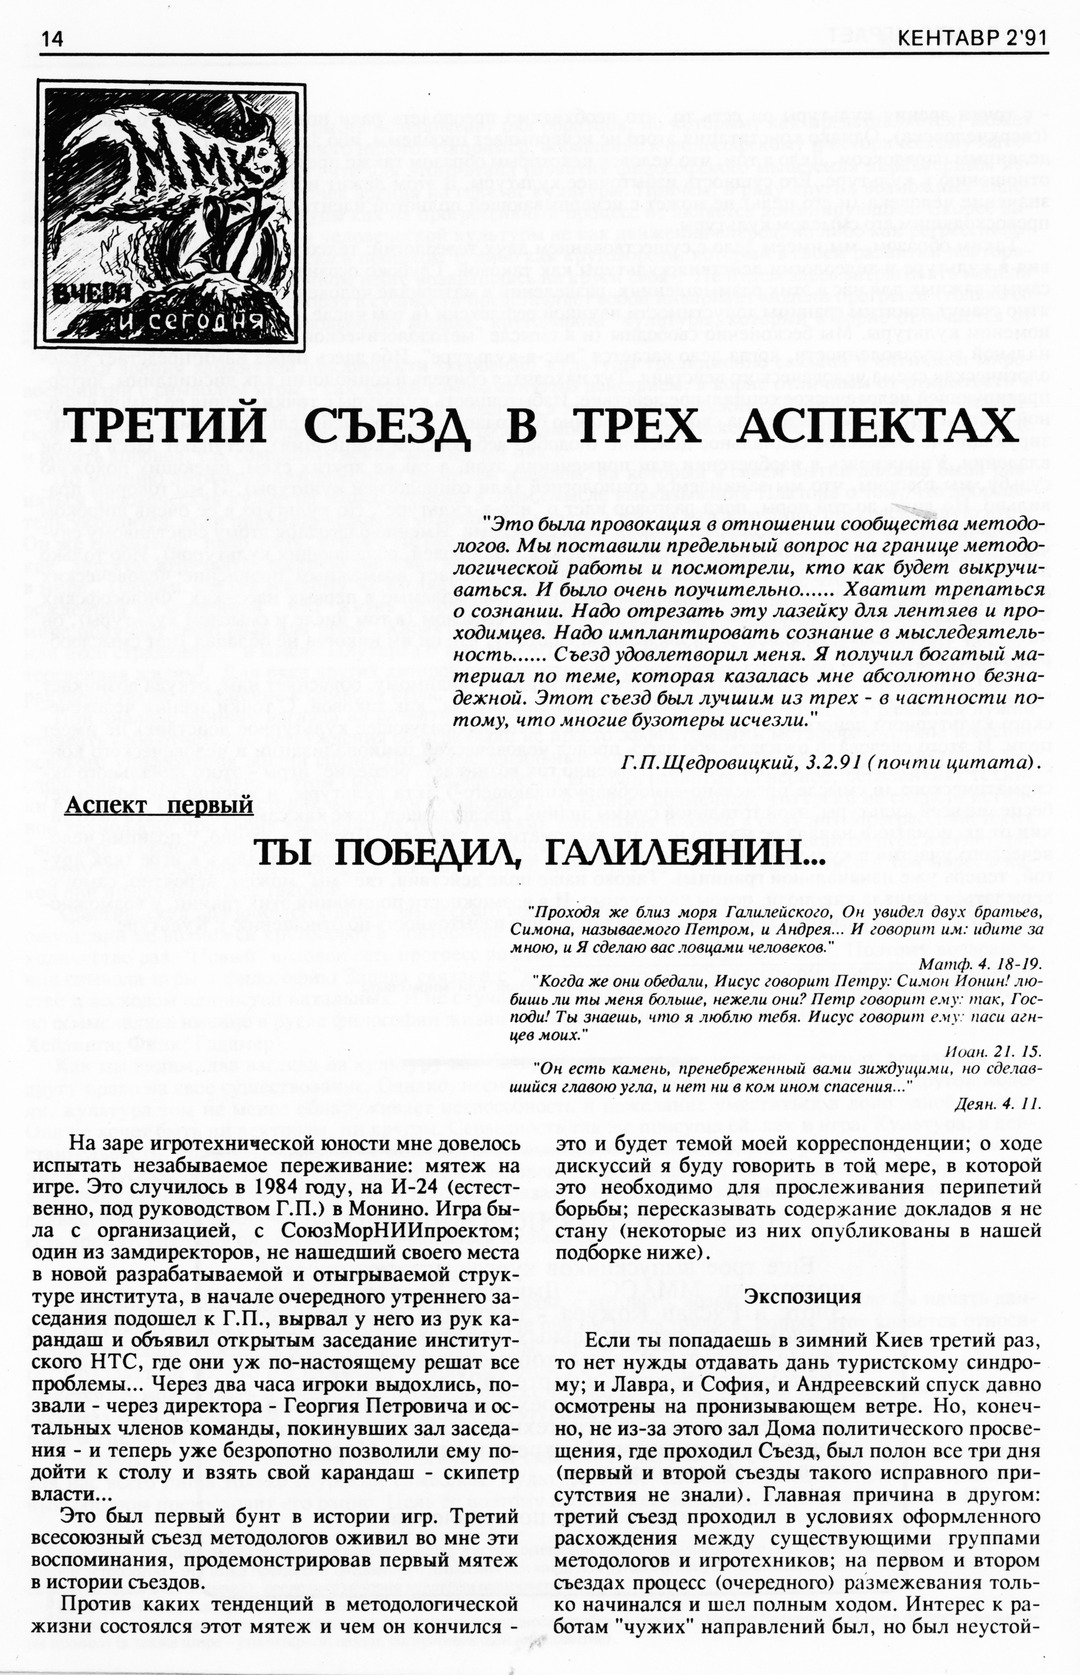 14
КЕНТАВР 2'91
ММК
ВЧЕРА
И СЕГОДНЯ
ТРЕТИЙ СЪЕЗД В ТРЕХ АСПЕКТАХ
"Это была провокация в отношении сообщества методо-
логов. Мы поставили предельный вопрос на границе методо-
логической работы и посмотрели, кто как будет выкручи-
ваться. И было очень поучительно...... Хватит трепаться
о сознании. Надо отрезать эту лазейку для лентяев и про-
ходимцев. Надо имплантировать сознание в мыследеятель-
ность...... Съезд удовлетворил меня. Я получил богатый ма-
териал по теме, которая казалась мне абсолютно безна-
дежной. Этот съезд был лучшим из трех - в частности по-
тому, что многие бузотеры исчезли."
Г.П.Щедровицкий, 3.2.91 (почти цитата).
Аспект первый
ТЫ ПОБЕДИЛ, ГАЛИЛЕЯНИН...
"Проходя же близ моря Галилейского, Он увидел двух братьев,
Симона, называемого Петром, и Андрея... И говорит им: идите за
мною, и Я сделаю вас ловцами человеков."
Матф. 4. 18-19.
"Когда же они обедали, Иисус говорит Петру: Симон Ионин! лю-
бишь ли ты меня больше, нежели они? Петр говорит ему: так, Гос-
поди! Ты знаешь, что я люблю тебя. Иисус говорит ему: паси агн-
цев моих."
Иоан. 21. 15.
"Он есть камень, пренебреженный вами зиждущими, но сделав-
шийся главою угла, и нет ни в ком ином спасения..."
Деян. 4. 11.
На заре игротехнической юности мне довелось
испытать незабываемое переживание: мятеж на
игре. Это случилось в 1984 году, на И-24 (естест-
венно, под руководством Г.П.) в Монино. Игра бы-
ла с организацией, с СоюзМорНИИпроектом;
один из замдиректоров, не нашедший своего места
в новой разрабатываемой и отыгрываемой струк-
туре института, в начале очередного утреннего за-
седания подошел к Г.П., вырвал у него из рук ка-
рандаш и объявил открытым заседание институт-
ского НТС, где они уж по-настоящему решат все
проблемы... Через два часа игроки выдохлись, по-
звали - через директора - Георгия Петровича и ос-
тальных членов команды, покинувших зал заседа-
ния - и теперь уже безропотно позволили ему по-
дойти к столу и взять свой карандаш - скипетр
власти...
Это был первый бунт в истории игр. Третий
всесоюзный съезд методологов оживил во мне эти
воспоминания, продемонстрировав первый мятеж
в истории съездов.
Против каких тенденций в методологической
жизни состоялся этот мятеж и чем он кончился -
это и будет темой моей корреспонденции; о ходе
дискуссий я буду говорить в той мере, в которой
это необходимо для прослеживания перипетий
борьбы; пересказывать содержание докладов я не
стану (некоторые из них опубликованы в нашей
подборке ниже).
Экспозиция
Если ты попадаешь в зимний Киев третий раз,
то нет нужды отдавать дань туристскому синдро-
му; и Лавра, и София, и Андреевский спуск давно
осмотрены на пронизывающем ветре. Но, конеч-
но, не из-за этого зал Дома политического просве-
щения, где проходил Съезд, был полон все три дня
(первый и второй съезды такого исправного при-
сутствия не знали). Главная причина в другом:
третий съезд проходил в условиях оформленного
расхождения между существующими группами
методологов и игротехников; на первом и втором
съездах процесс (очередного) размежевания толь-
ко начинался и шел полным ходом. Интерес к ра-
ботам "чужих" направлений был, но был неустой-